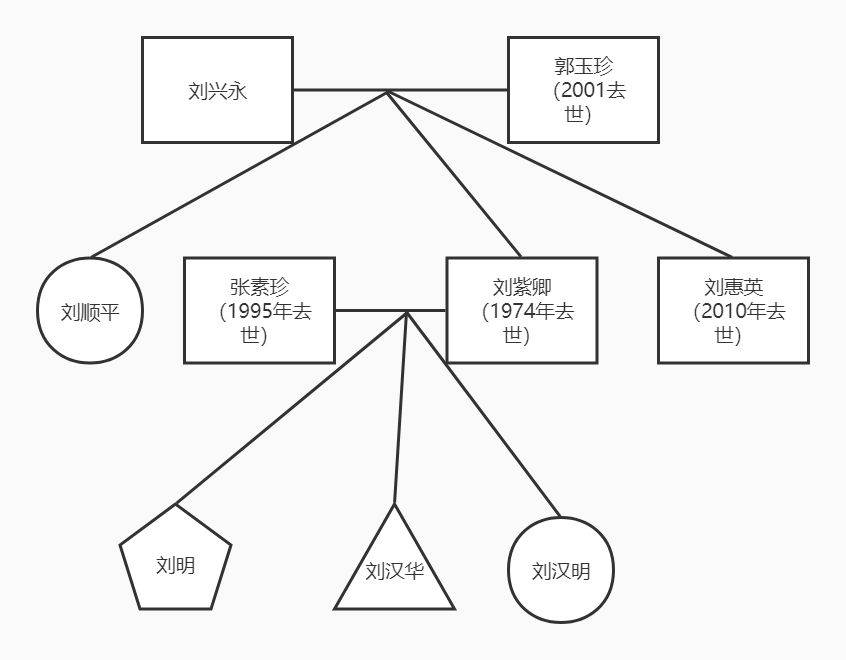 刘兴永
郭玉珍
（2001去
世）
刘顺平
张素珍
（1995年去
世）
刘紫卿
（1974年去
世）
刘惠英
（2010年去
世）
刘明
刘汉华
刘汉明